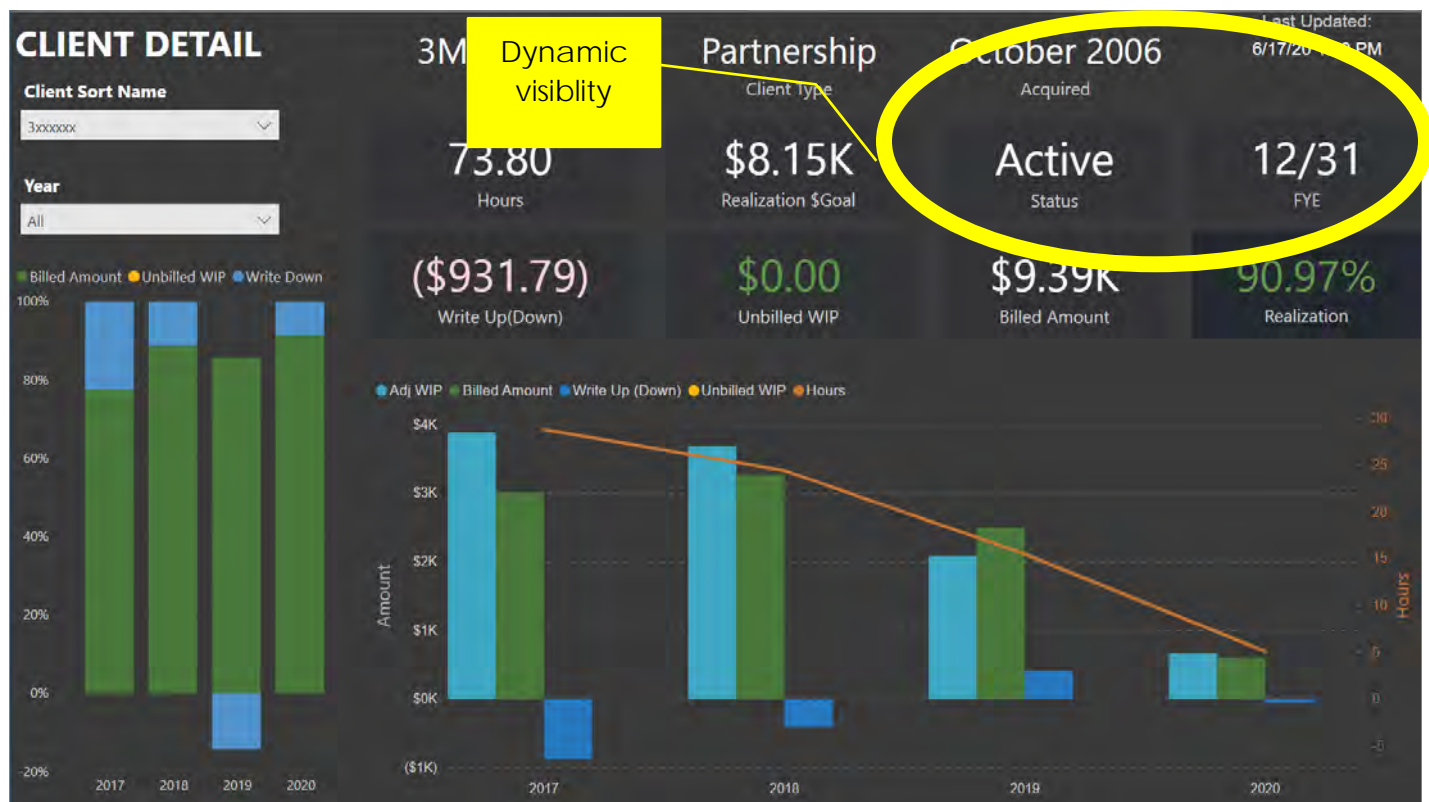 CLIENT DETAIL
Client Sort Name
3xxxxxx
Year
All
Dynamic
visiblity
3M
Partnership
Client Type
October 2006
Acquired
Last Updated:
6/17/20 PM
73.80
Hours
$8.15K
Realization $Goal
Active
Status
12/31
FYE
($931.79)
Write Up(Down)
$0.00
Unbilled WIP
$9.39K
Billed Amount
90.97%
Realization
Billed Amount Unbilled WIP Write Down
100%
80%
60%
40%
20%
0%
-20%
2017 2018 2019 2020
Adj WIP Billed Amount Write Up (Down) Unbilled WIP Hours
Amount
$4K
$3K
$2K
$1K
$0K
($1K)
2017 2018 2019 2020
30
25
20
15
10
5
0
-5
Hours